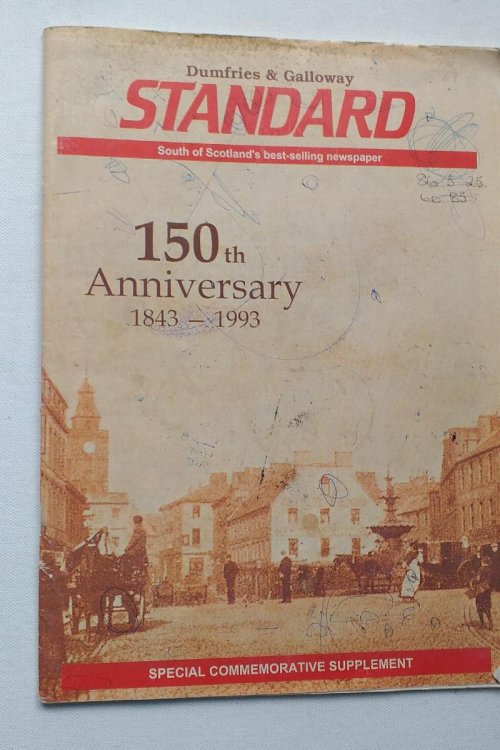 Dumfries & Galloway
STANDARD
South of Scotland's best-selling newspaper
150th
Anniversary
1843 – 1993
SPECIAL COMMEMORATIVE SUPPLEMENT